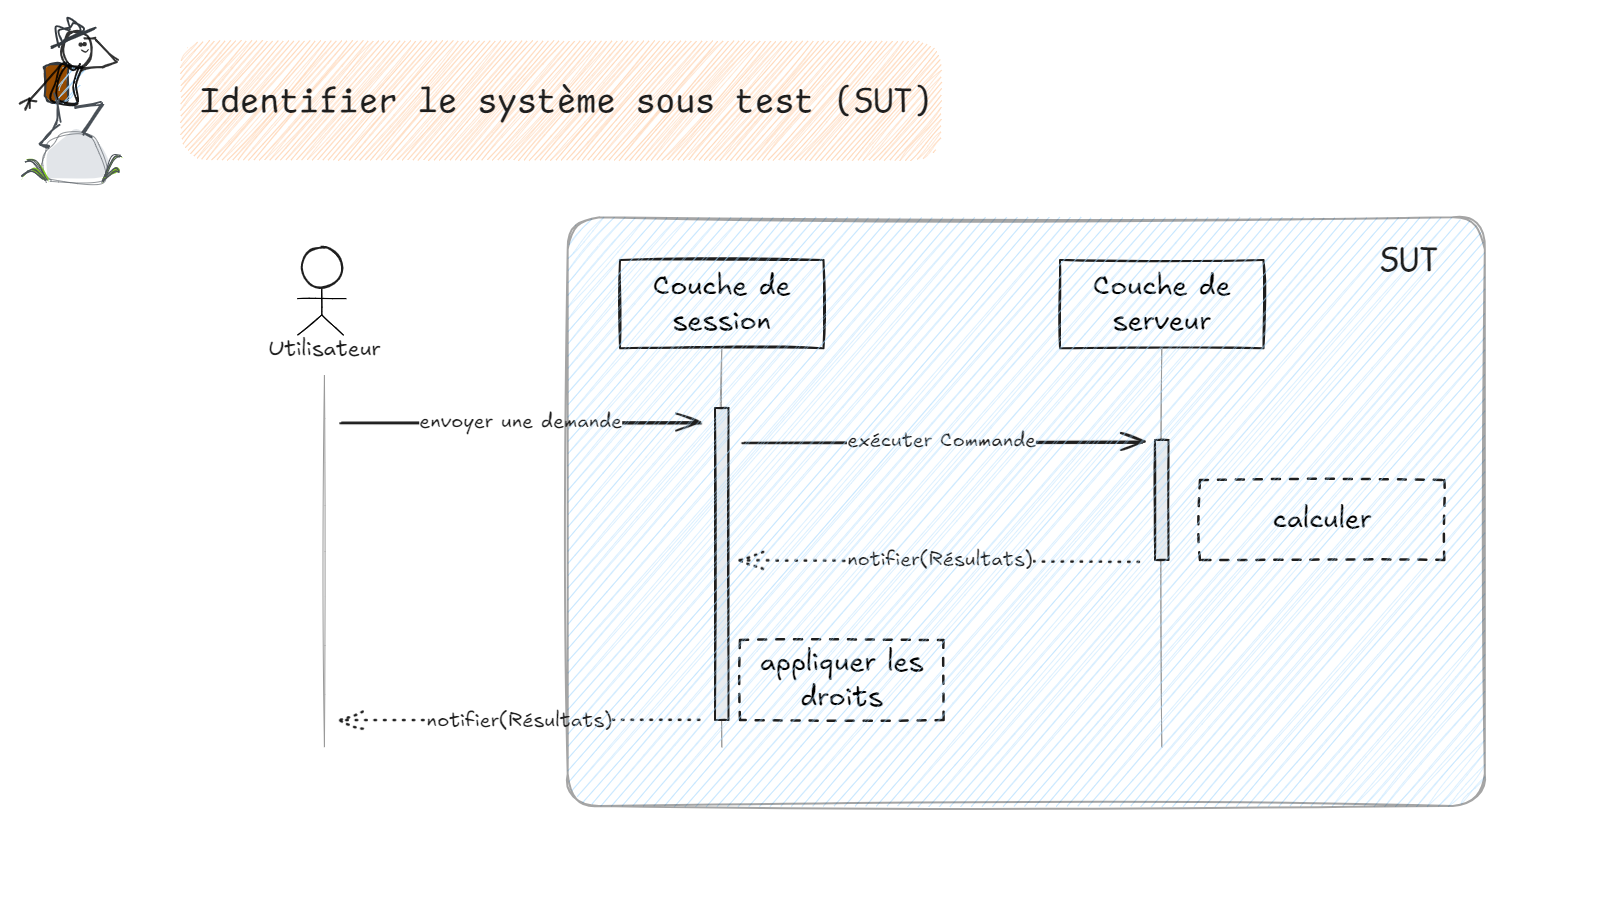 Identifier le système sous test (SUT)
SUT
Utilisateur
Couche de
session
Couche de
serveur
envoyer une demande
exécuter Commande
calculer
notifier(Résultats)
appliquer les
droits
notifier(Résultats)